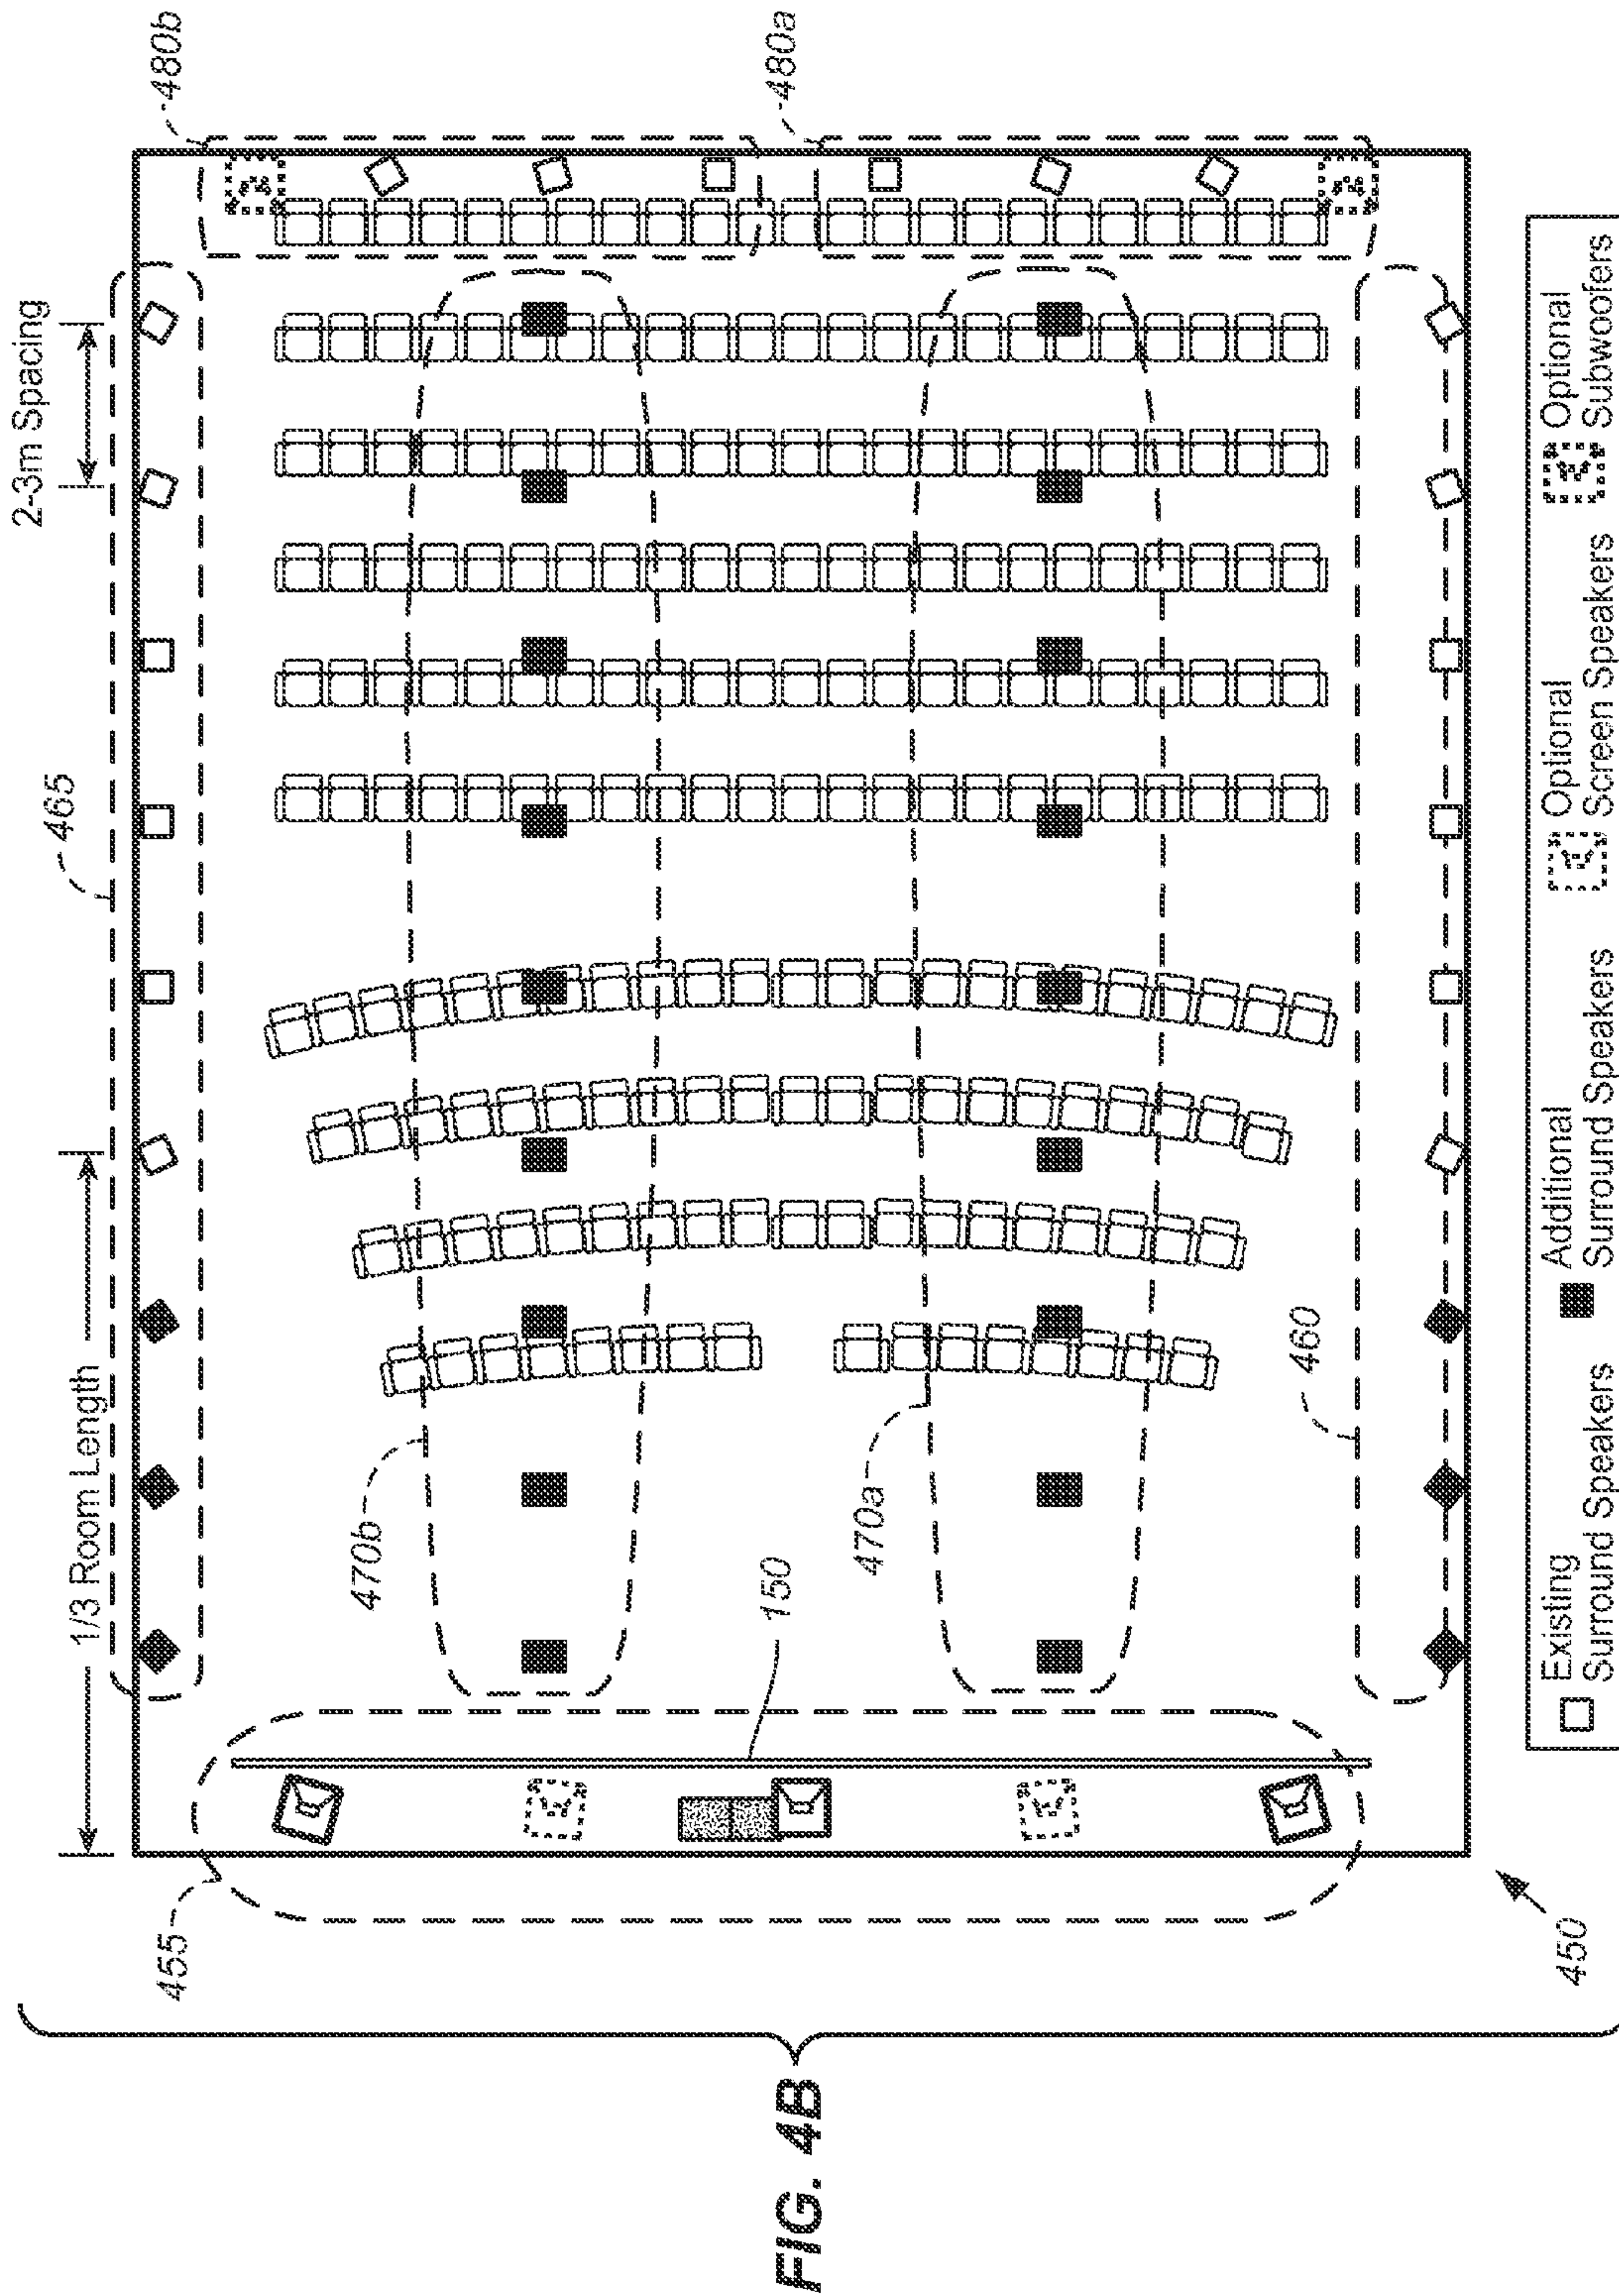 FIG. 4B
455
1/3 Room Length
465
2-3m Spacing
480b
470b
480a
150
470a
460
450
Existing
Surround Speakers
Additional
Surround Speakers
Optional
Screen Speakers
Optional
Subwoofers